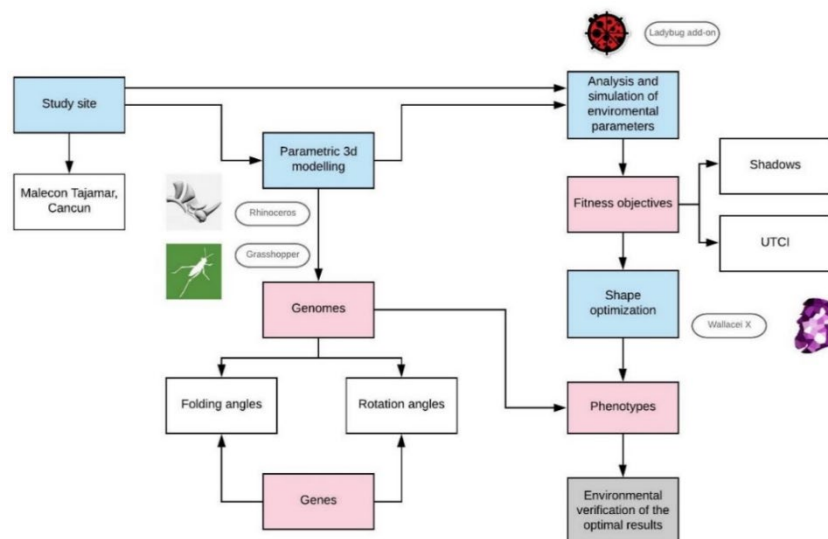 Ladybug add-on
Study site
Analysis and
simulation of
enviromental
parameters
Parametric 3d
modelling
Malecon Tajamar,
Cancun
Rhinoceros
Grasshopper
Shadows
Fitness objectives
UTCI
Genomes
Shape
optimization
Wallacei X
Folding angles
Rotation angles
Phenotypes
Genes
Environmental
verification of the
optimal results